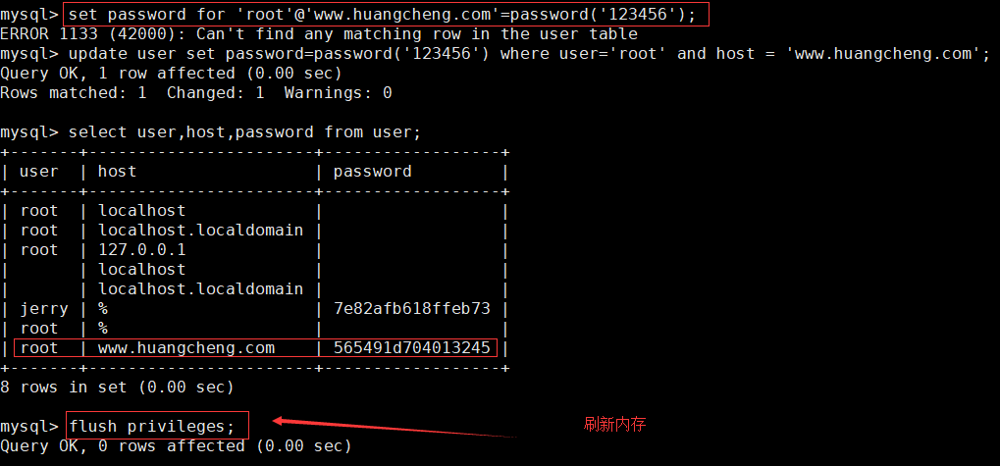 mysql> set password for 'root'@'www.huangcheng.com'=password('123456');
ERROR 1133 (42000): Can't find any matching row in the user table
mysql> update user set password=password('123456') where user='root' and host = 'www.huangcheng.com';
Query OK, 1 row affected (0.00 sec)
Rows matched: 1  Changed: 1  Warnings: 0

mysql> select user,host,password from user;
+-------+-----------------------+------------------+
| user  | host                  | password         |
+-------+-----------------------+------------------+
| root  | localhost             |                  |
| root  | localhost.localdomain |                  |
| root  | 127.0.0.1             |                  |
|       | localhost             |                  |
|       | localhost.localdomain |                  |
| jerry | %                     | 7e82afb618ffeb73 |
| root  | %                     |                  |
| root  | www.huangcheng.com    | 565491d704013245 |
+-------+-----------------------+------------------+
8 rows in set (0.00 sec)

mysql> flush privileges;
刷新内存
Query OK, 0 rows affected (0.00 sec)